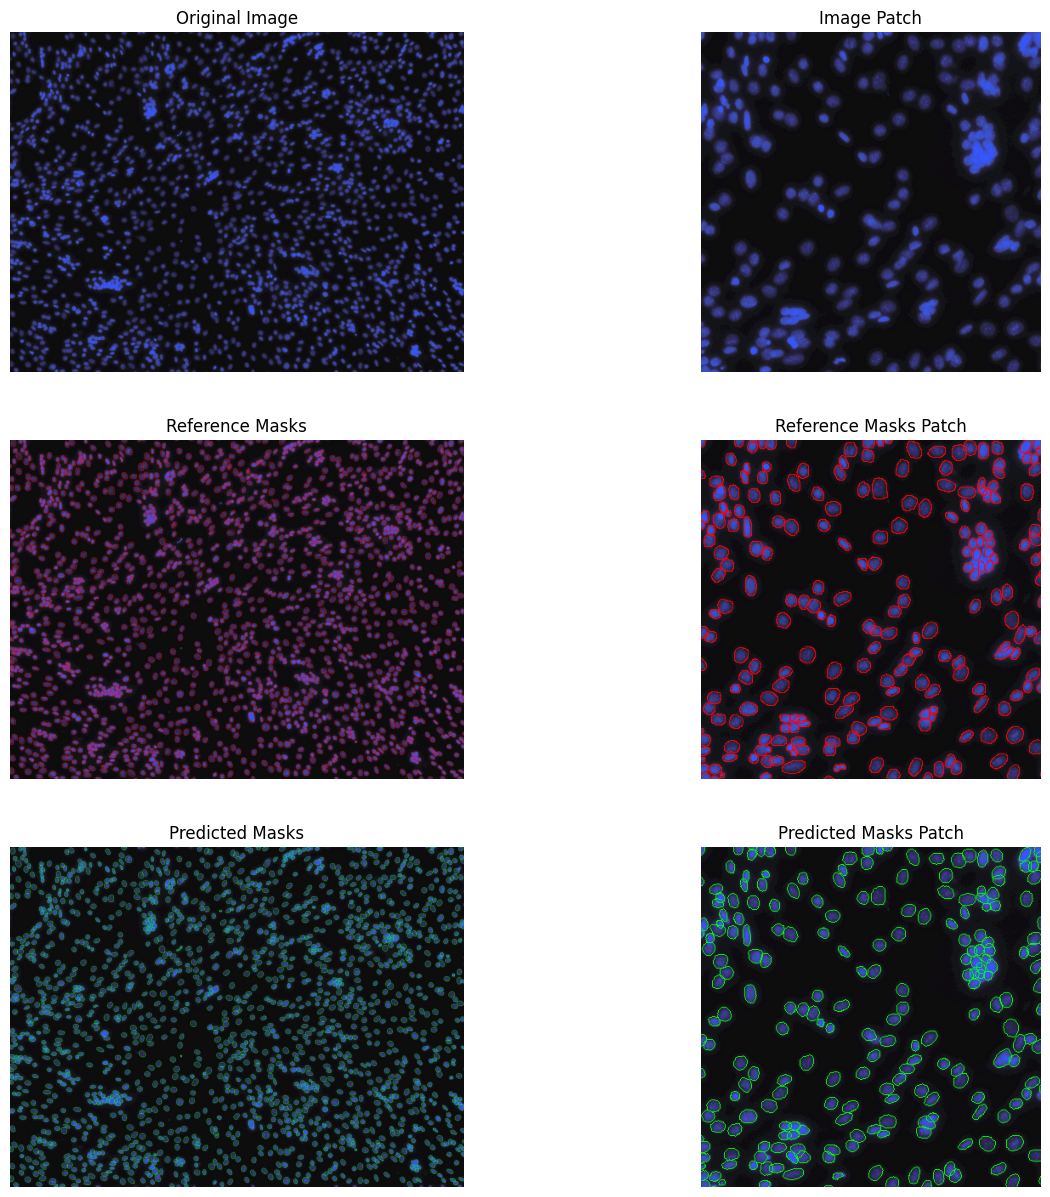 Original Image
Image Patch
Reference Masks
Reference Masks Patch
Predicted Masks
Predicted Masks Patch